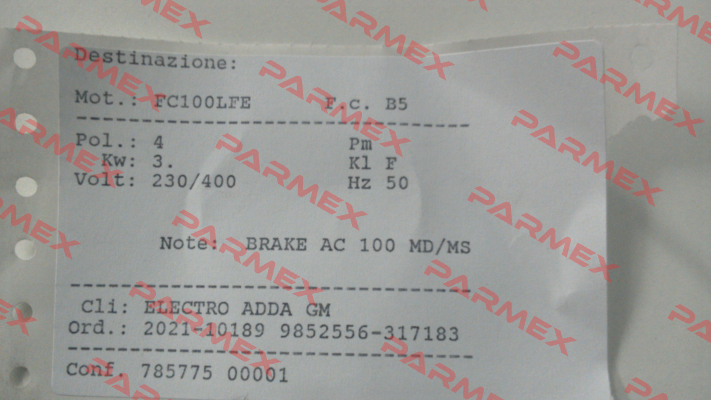 Destinazione:
Mot.: FC100LFE F.c. B5
Pol.: 4 Pm
Kw: 3. Kl F
Volt: 230/400 Hz 50
Note: BRAKE AC 100 MD/MS
Cli: ELECTRO ADDA GM
Ord.: 2021-10189 9852556-317183
Conf. 785775 00001
PARMEX